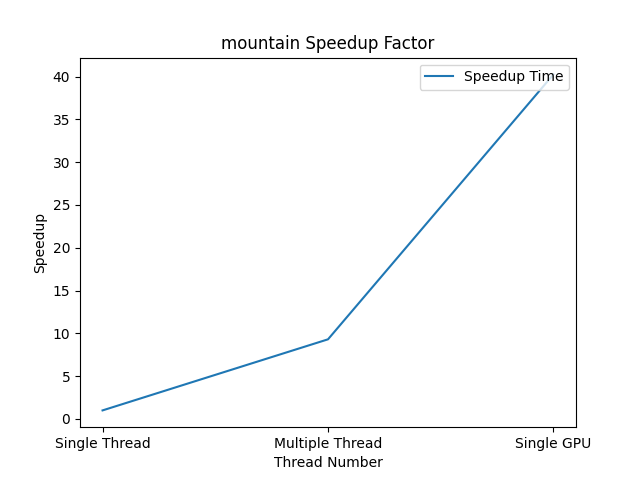 mountain Speedup Factor
Speedup Time
40
35
30
25
20
15
10
5
0
Speedup
Single Thread
Multiple Thread
Single GPU
Thread Number